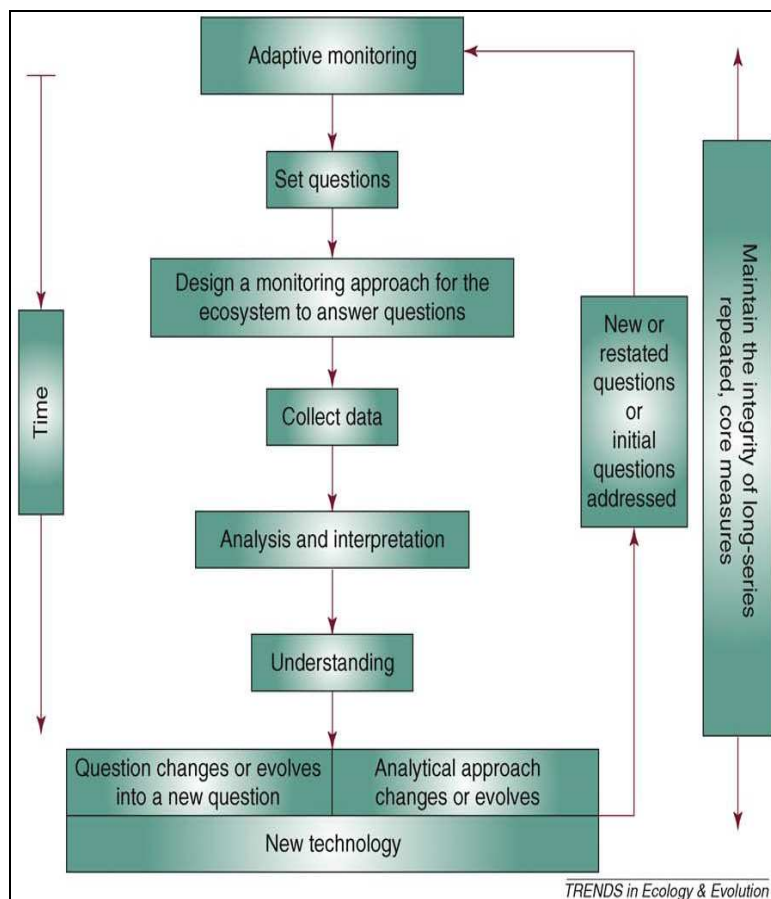 Adaptive monitoring
Set questions
Design a monitoring approach for the
ecosystem to answer questions
Collect data
Analysis and interpretation
Understanding
Question changes or evolves
into a new question
Analytical approach
changes or evolves
New technology
Time
New or
restated
questions
or
initial
questions
addressed
Maintain the integrity of long-series
repeated, core measures
TRENDS in Ecology & Evolution